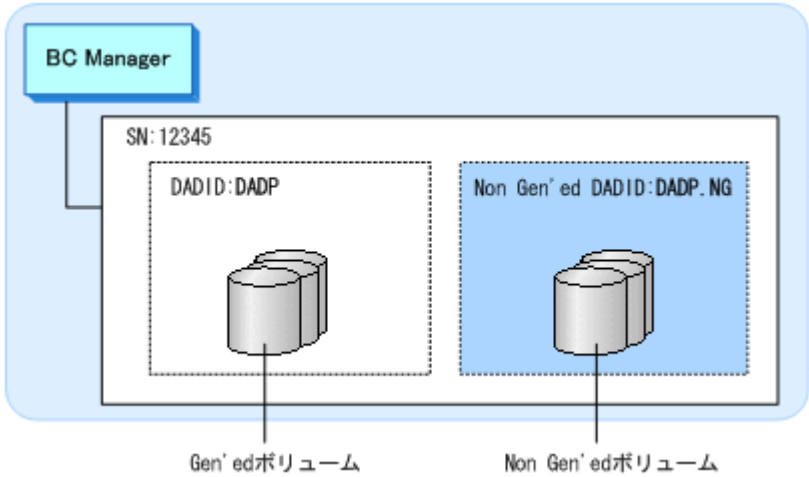 BC Manager
SN:12345
DADID:DADP
Non Gen'ed DADID:DADP.NG
Gen'edボリューム
Non Gen'edボリューム